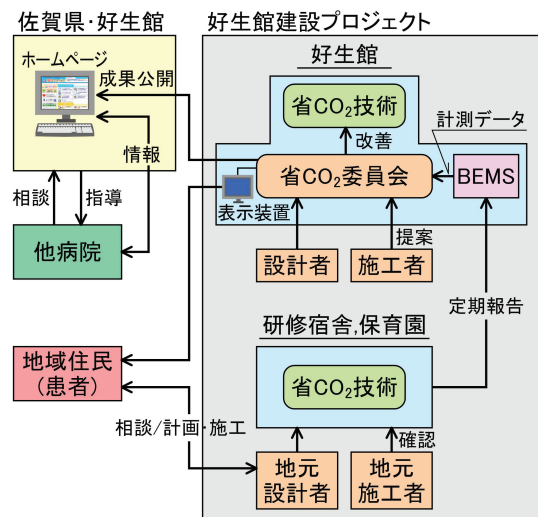 佐賀県・好生館
ホームページ
成果公開
情報
相談
指導
他病院
地域住民
(患者)
相談/計画・施工
好生館建設プロジェクト
好生館
省CO₂技術
改善
計測データ
省CO₂委員会
BEMS
表示装置
提案
設計者
施工者
定期報告
研修宿舎,保育園
省CO₂技術
確認
地元
設計者
地元
施工者